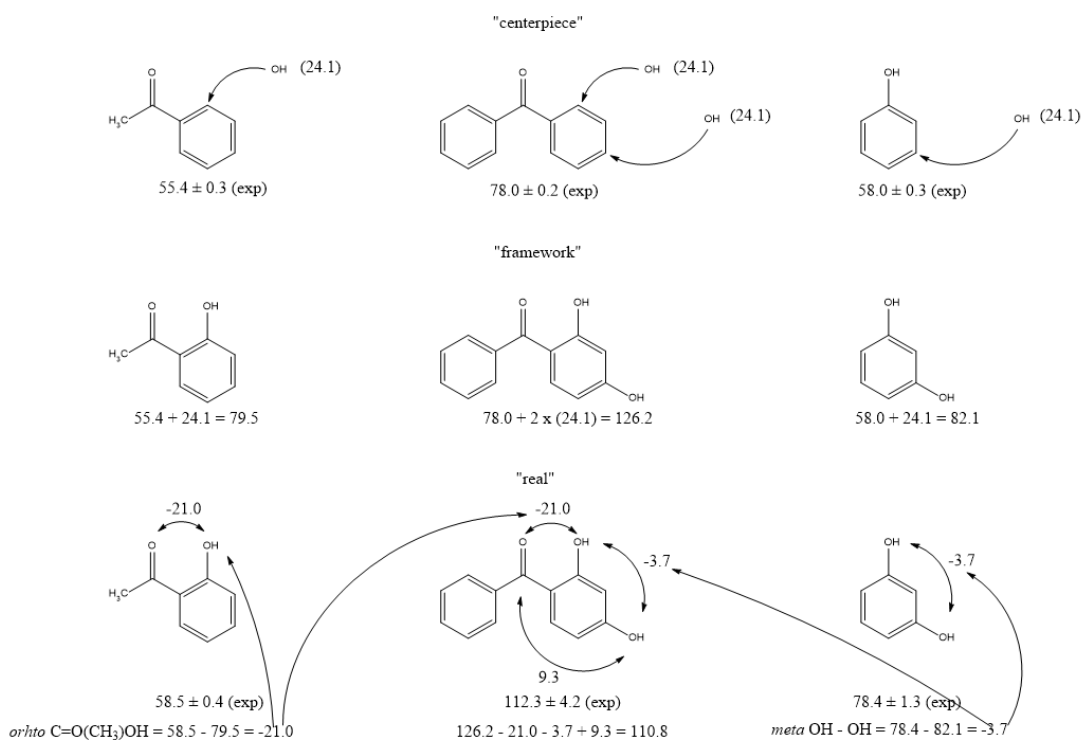 "centerpiece"
O
OH (24.1)
H₃C
55.4 ± 0.3 (exp)
O
OH (24.1)
OH (24.1)
78.0 ± 0.2 (exp)
OH
OH (24.1)
58.0 ± 0.3 (exp)
"framework"
O OH
H₃C
55.4 + 24.1 = 79.5
O OH
OH
78.0 + 2 x (24.1) = 126.2
OH
OH
58.0 + 24.1 = 82.1
"real"
-21.0
O OH
H₃C
58.5 ± 0.4 (exp)
orhto C=O(CH₃)OH = 58.5 - 79.5 = -21.0
-21.0
O OH
-3.7
OH
9.3
112.3 ± 4.2 (exp)
126.2 - 21.0 - 3.7 + 9.3 = 110.8
OH
-3.7
OH
78.4 ± 1.3 (exp)
meta OH - OH = 78.4 - 82.1 = -3.7